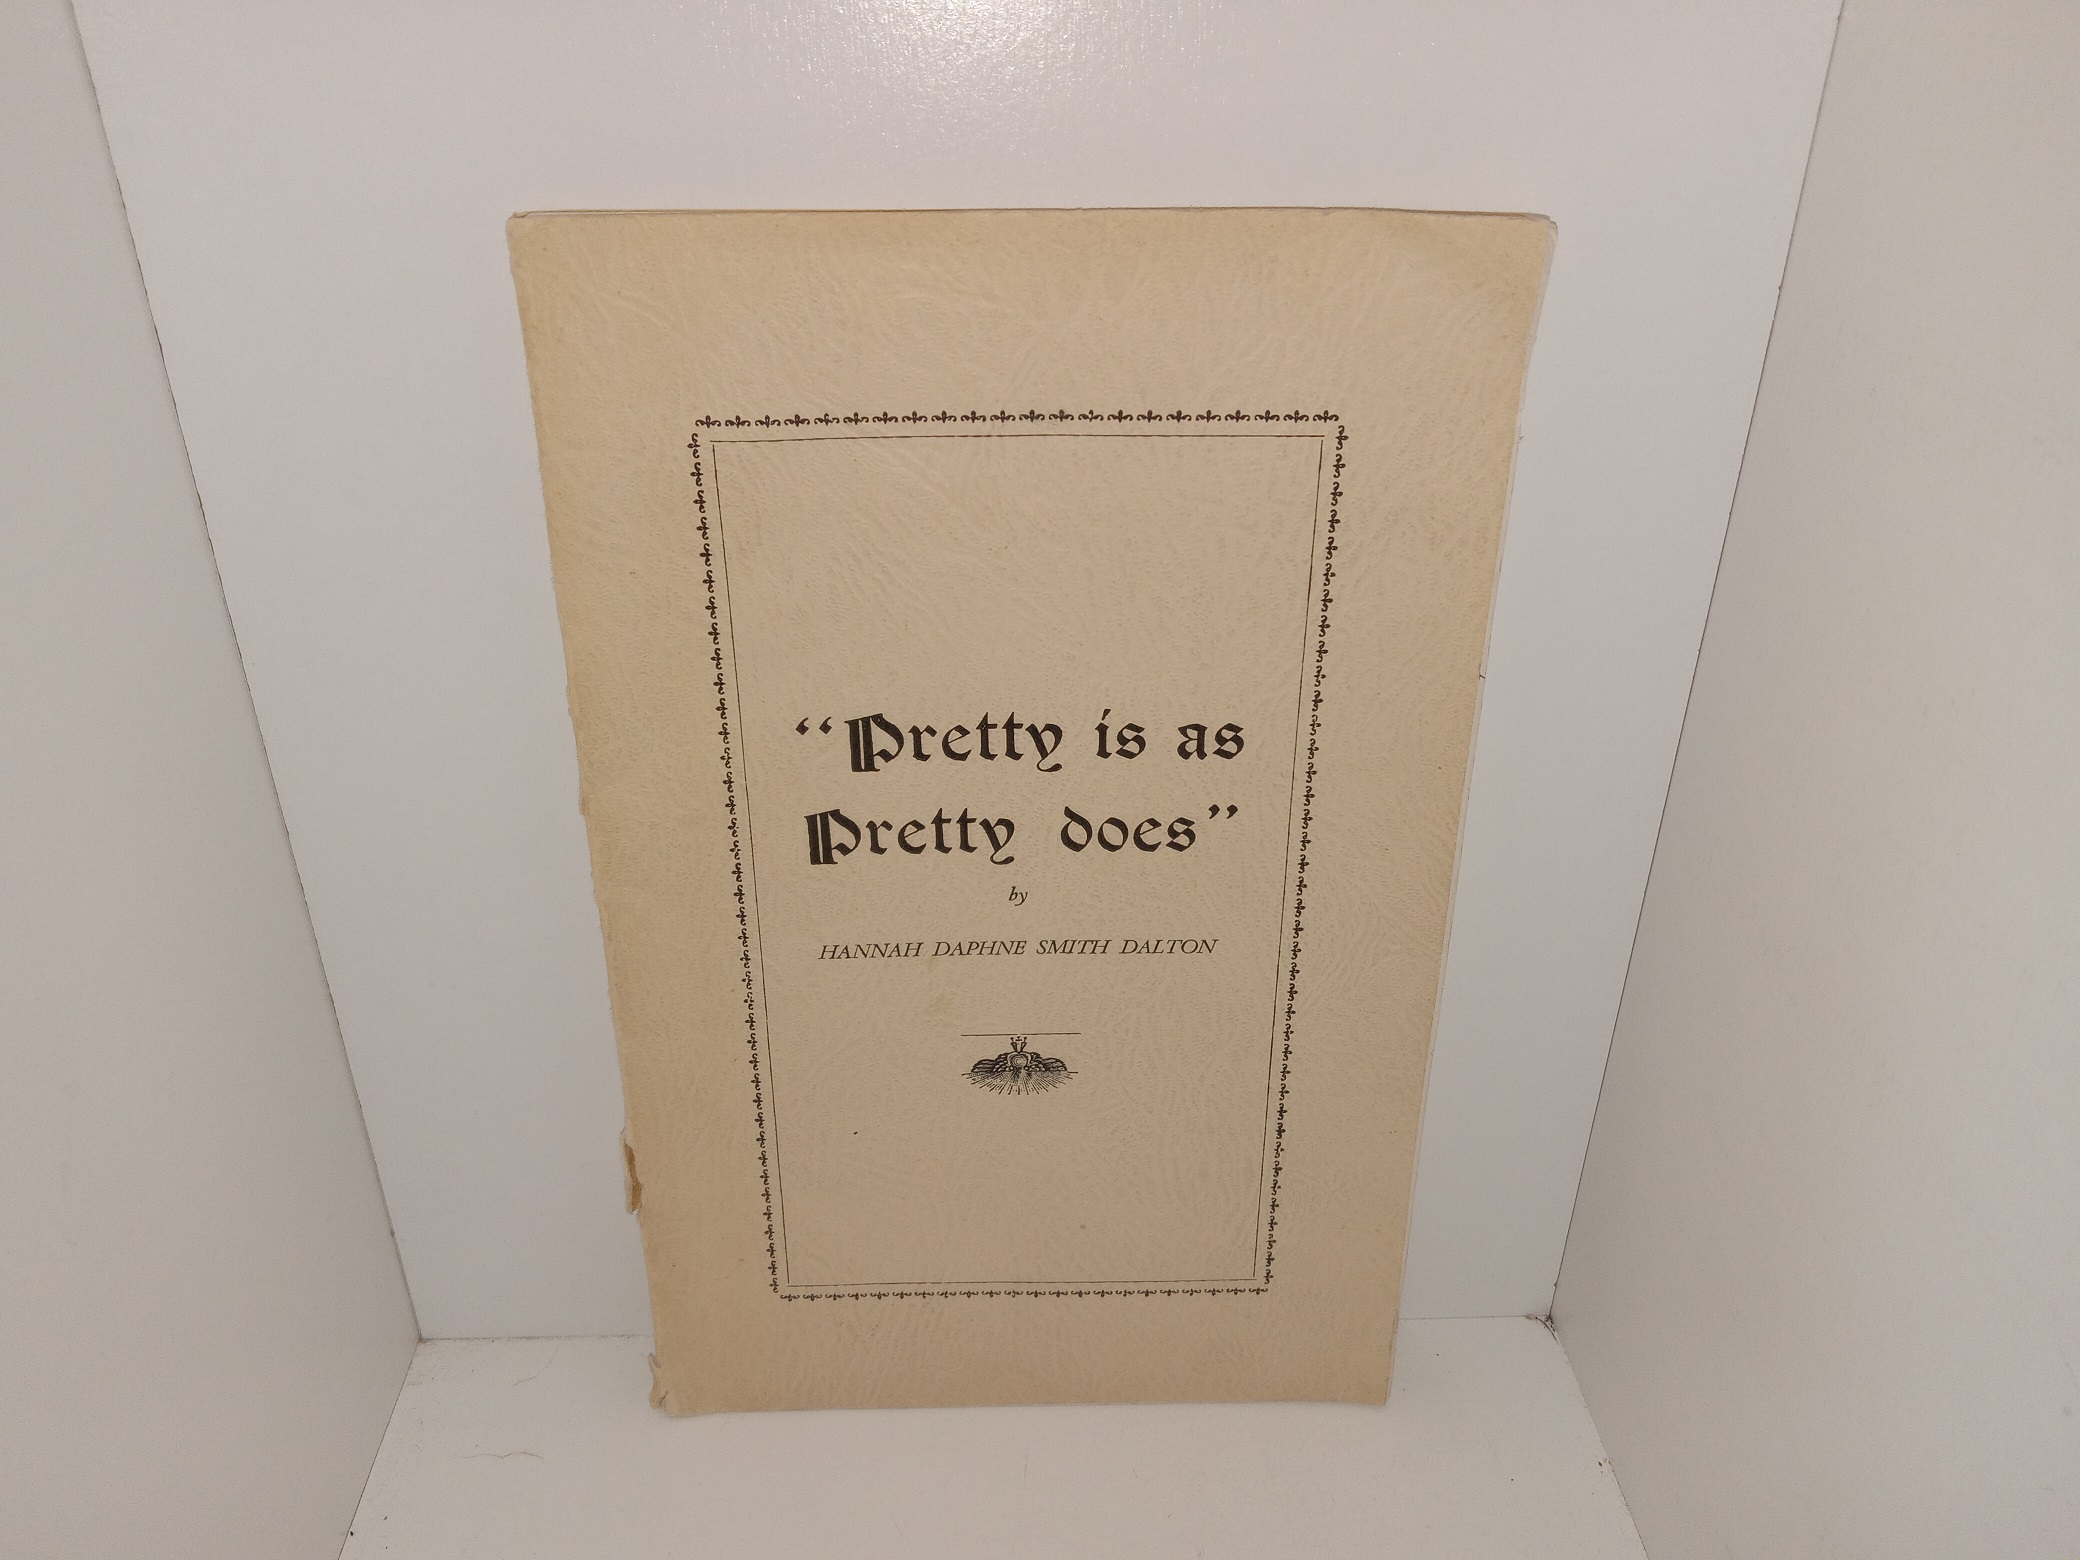 “Pretty is as
Pretty does”
by
HANNAH DAPHNE SMITH DALTON